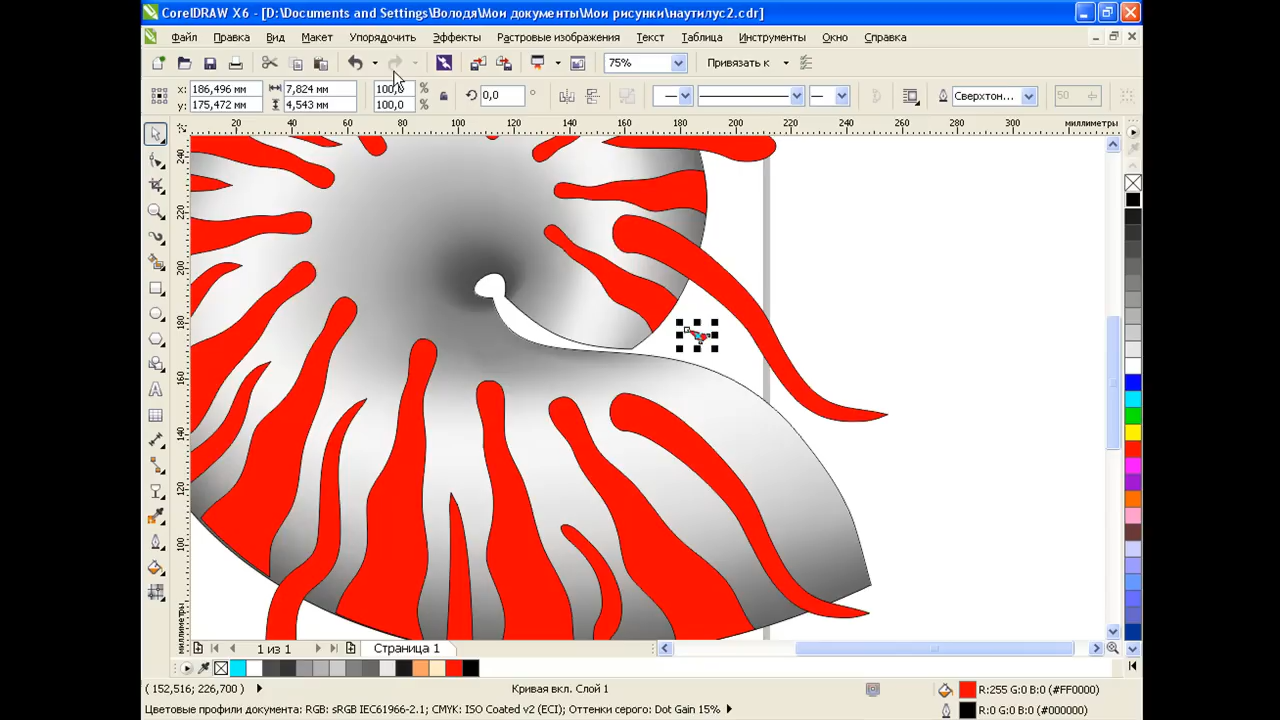 CorelDRAW X6 - [D:\Documents and Settings\Володя\Мои документы\Мои рисунки\наутилус2.cdr]
Файл Правка Вид Макет Упорядочить Эффекты Растровые изображения Текст Таблица Инструменты Окно Справка
75% Привязать к
x: 186,496 мм 7,824 мм 100,0 % 0,0 ° Сверхтон... 50
y: 175,472 мм 4,543 мм 100,0 %
20 40 60 80 100 120 140 160 180 200 220 240 260 280 300 миллиметры
240
220
200
180
160
140
120
100
миллиметры
1 из 1 Страница 1
( 152,516; 226,700 ) Кривая вкл. Слой 1 R:255 G:0 B:0 (#FF0000)
Цветовые профили документа: RGB: sRGB IEC61966-2.1; CMYK: ISO Coated v2 (ECI); Оттенки серого: Dot Gain 15% R:0 G:0 B:0 (#000000)